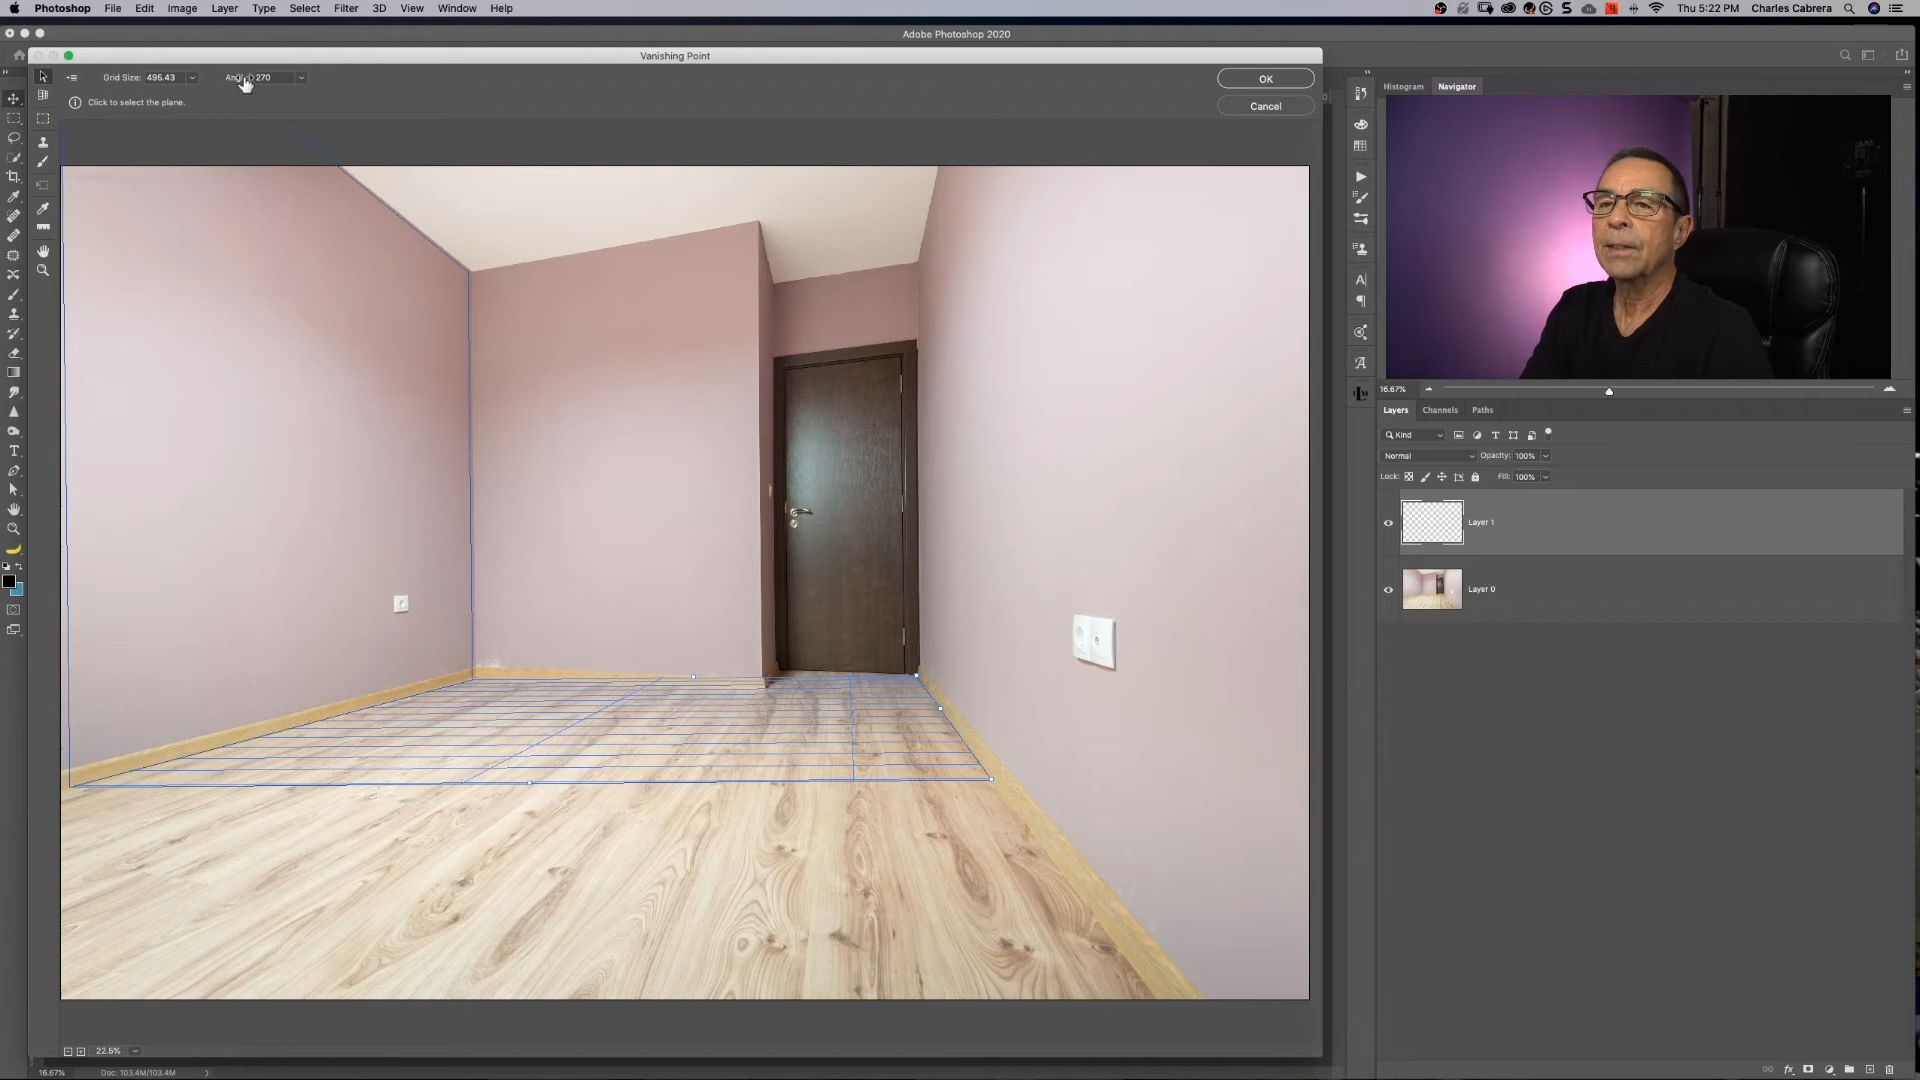 Photoshop File Edit Image Layer Type Select Filter 3D View Window Help
Thu 5:22 PM Charles Cabrera
Adobe Photoshop 2020
Vanishing Point
Grid Size: 495.43 270
OK
Click to select the plane.
Cancel
Histogram Navigator
16.67%
Layers Channels Paths
Kind
Normal Opacity: 100%
Lock: Fill: 100%
Layer 1
Layer 0
22.5%
16.67% Doc: 103.4M/103.4M